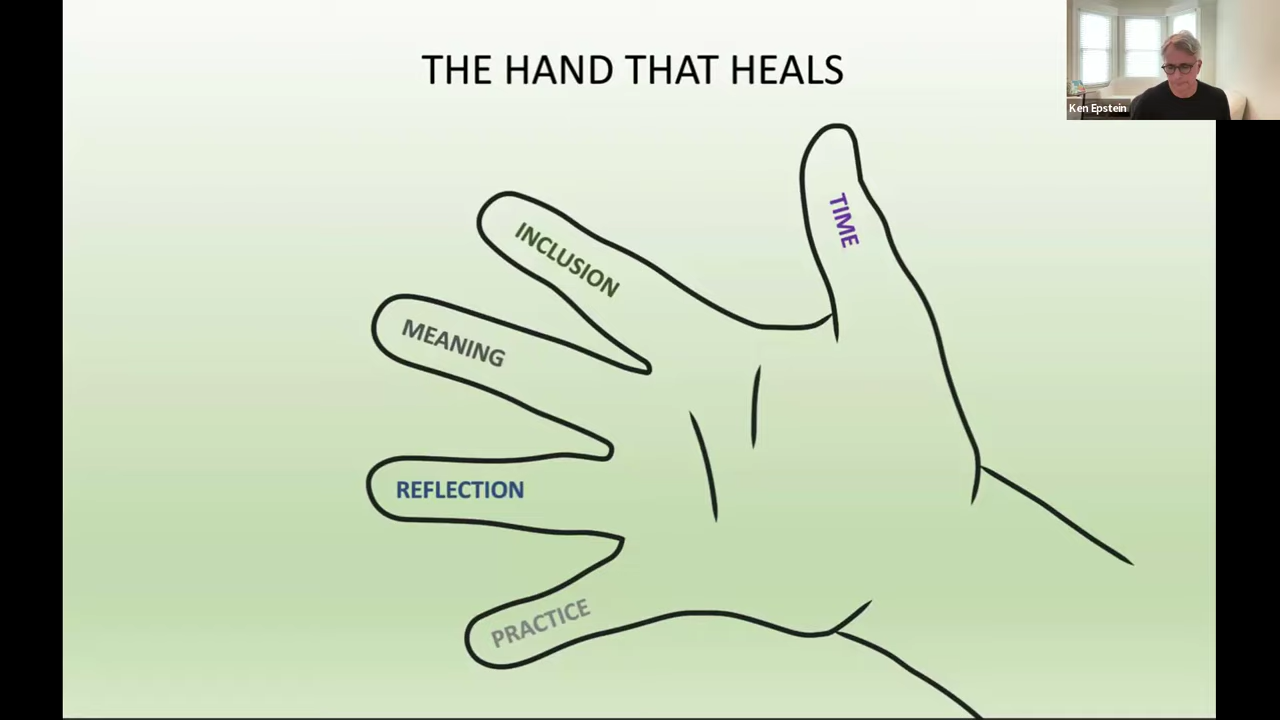 THE HAND THAT HEALS
Ken Epstein
TIME
INCLUSION
MEANING
REFLECTION
PRACTICE